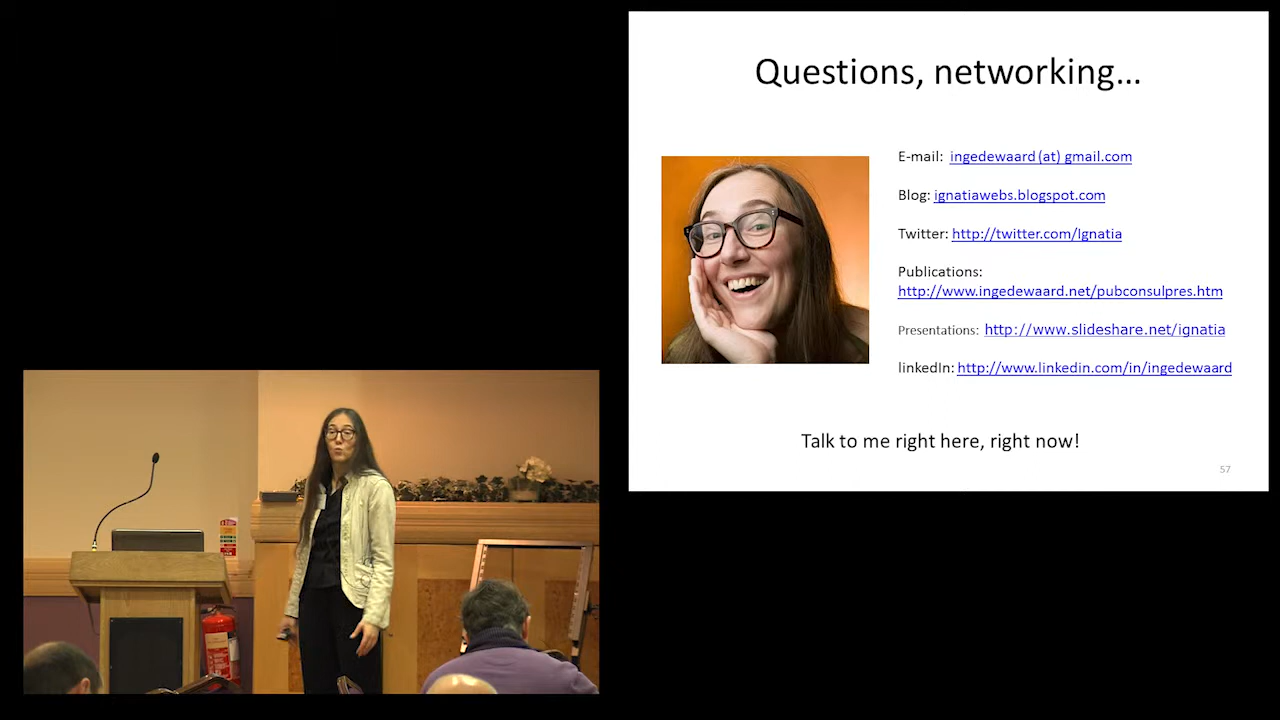 Questions, networking...
E-mail: ingedewaard (at) gmail.com
Blog: ignatiawebs.blogspot.com
Twitter: http://twitter.com/Ignatia
Publications:
http://www.ingedewaard.net/pubconsulpres.htm
Presentations: http://www.slideshare.net/ignatia
linkedIn: http://www.linkedin.com/in/ingedewaard
Talk to me right here, right now!
57